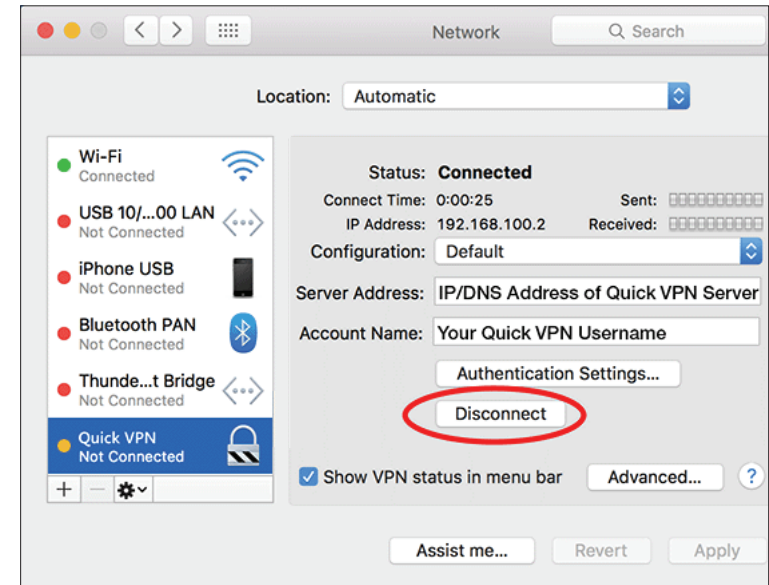 Network
Search
Location: Automatic
Wi-Fi
Connected
USB 10/...00 LAN
Not Connected
iPhone USB
Not Connected
Bluetooth PAN
Not Connected
Thunde...t Bridge
Not Connected
Quick VPN
Not Connected
Status: Connected
Connect Time: 0:00:25 Sent:
IP Address: 192.168.100.2 Received:
Configuration: Default
Server Address: IP/DNS Address of Quick VPN Server
Account Name: Your Quick VPN Username
Authentication Settings...
Disconnect
Show VPN status in menu bar Advanced... ?
Assist me... Revert Apply